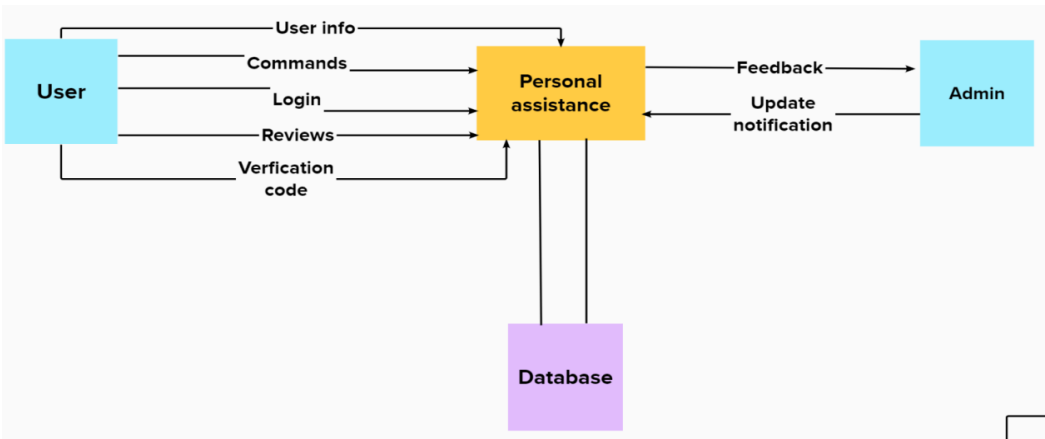 User info
Commands
Login
Reviews
Verfication
code
User
Personal
assistance
Feedback
Update
notification
Admin
Database